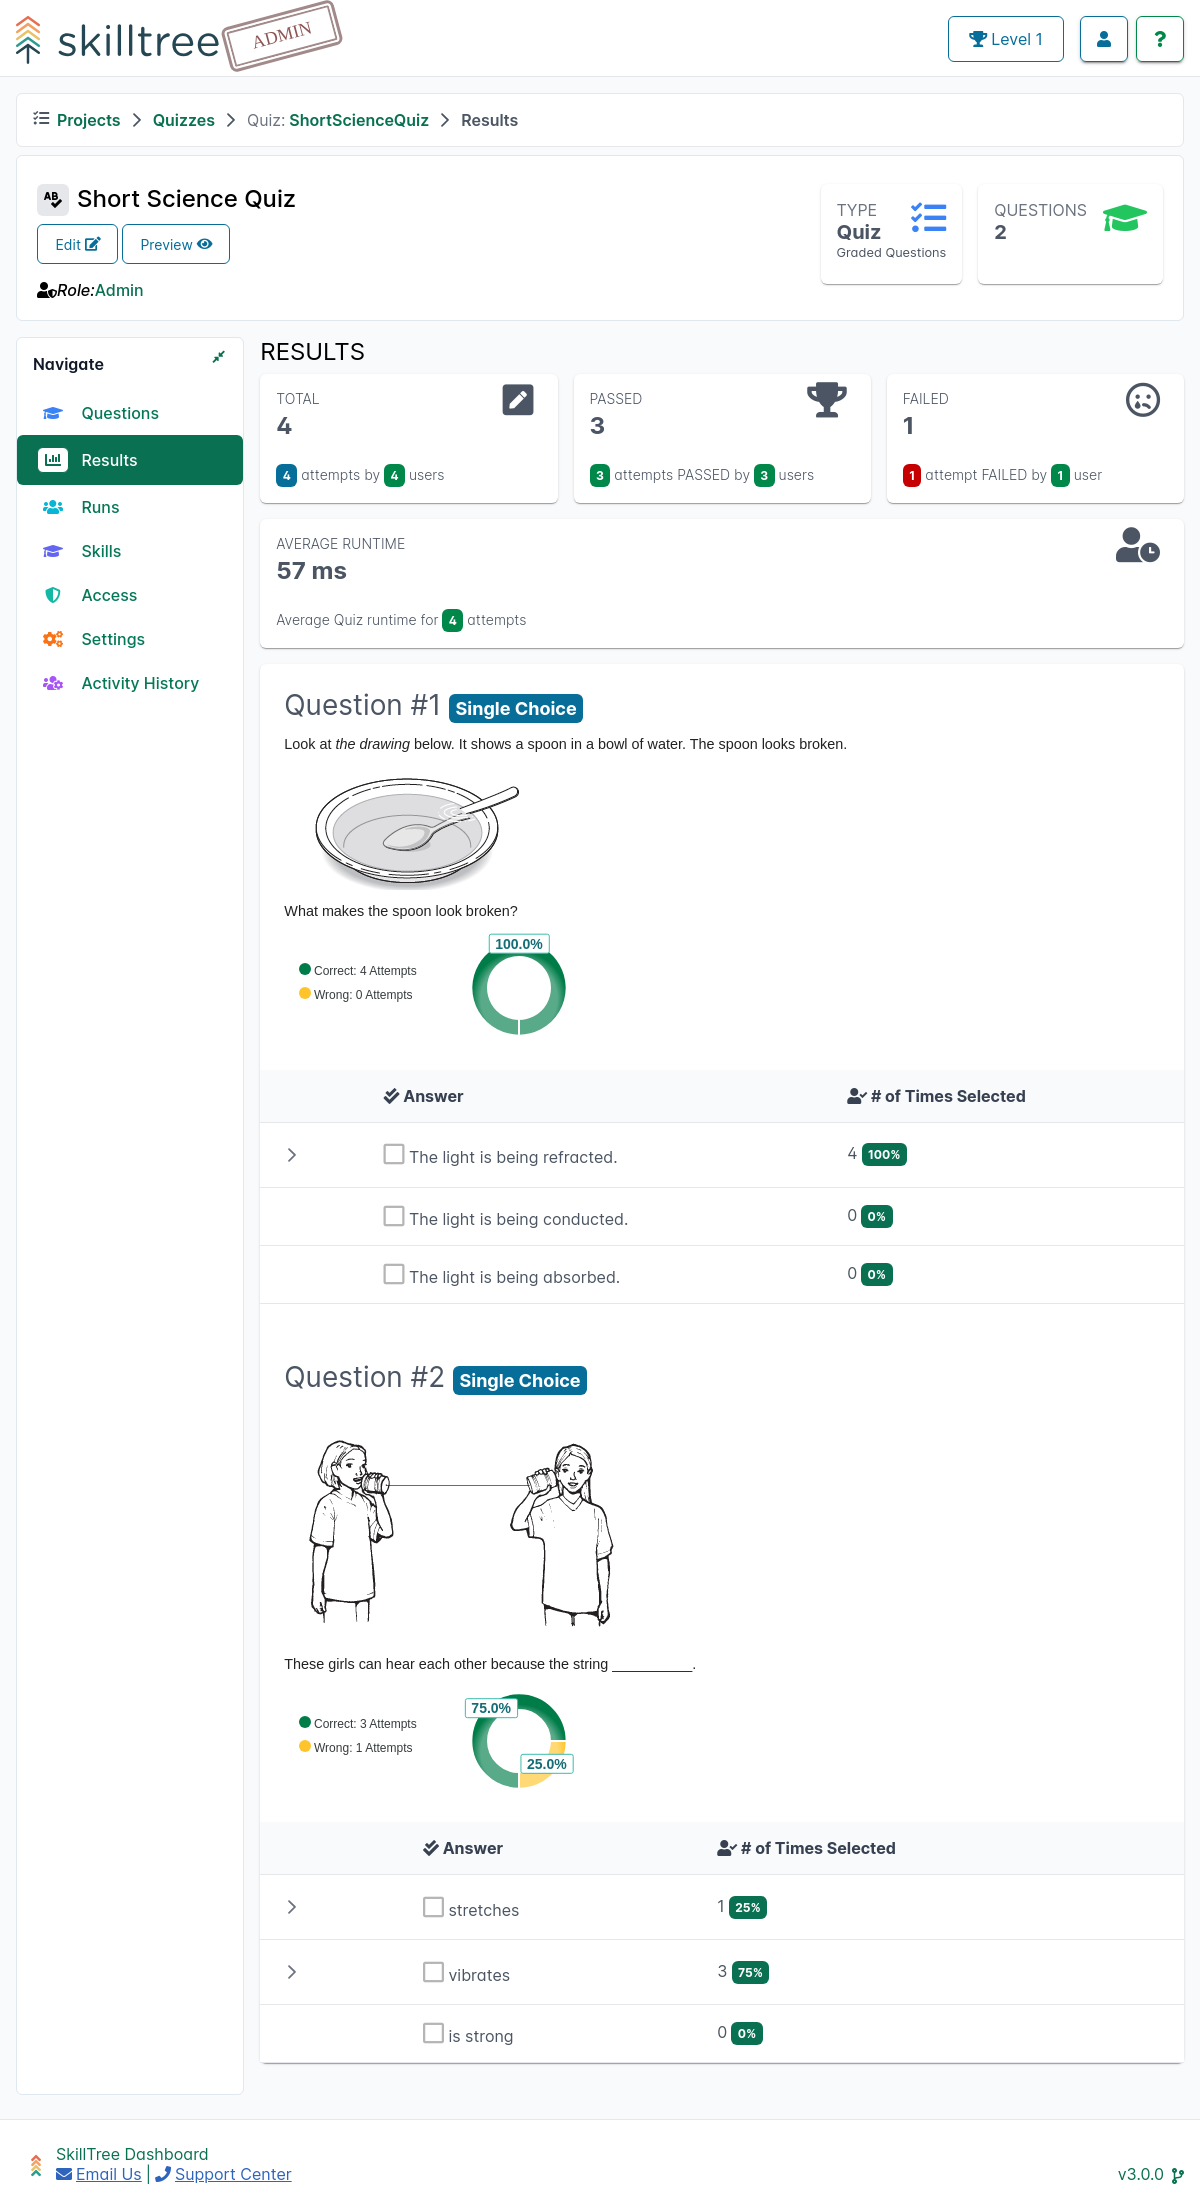 skilltree ADMIN Level 1 ?
Projects > Quizzes > Quiz: ShortScienceQuiz > Results
AB Short Science Quiz
Edit Preview
Role:Admin
TYPE
Quiz
Graded Questions
QUESTIONS
2
Navigate
Questions
Results
Runs
Skills
Access
Settings
Activity History
RESULTS
TOTAL
4
4 attempts by 4 users
PASSED
3
3 attempts PASSED by 3 users
FAILED
1
1 attempt FAILED by 1 user
AVERAGE RUNTIME
57 ms
Average Quiz runtime for 4 attempts
Question #1 Single Choice
Look at the drawing below. It shows a spoon in a bowl of water. The spoon looks broken.
What makes the spoon look broken?
100.0%
Correct: 4 Attempts
Wrong: 0 Attempts
Answer # of Times Selected
The light is being refracted. 4 100%
The light is being conducted. 0 0%
The light is being absorbed. 0 0%
Question #2 Single Choice
These girls can hear each other because the string __________.
75.0%
Correct: 3 Attempts
Wrong: 1 Attempts
25.0%
Answer # of Times Selected
stretches 1 25%
vibrates 3 75%
is strong 0 0%
SkillTree Dashboard
Email Us | Support Center
v3.0.0